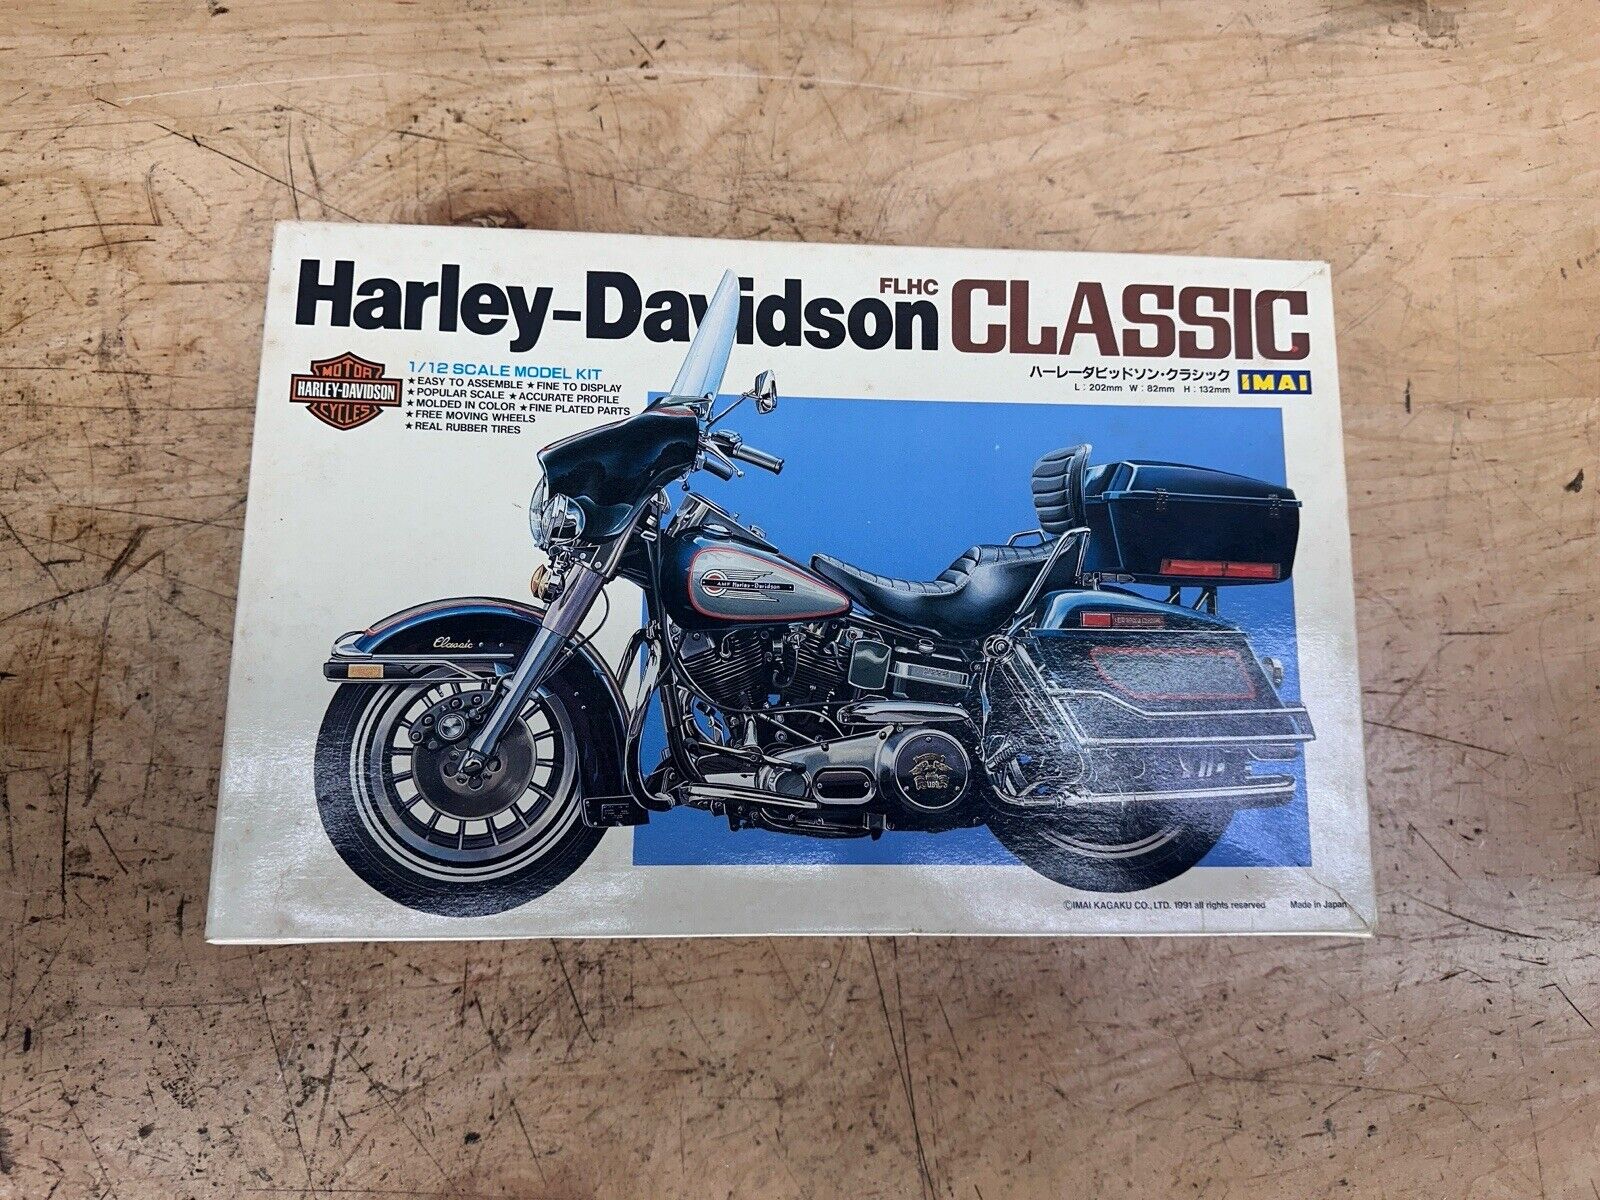 Harley-Davidson FLHC CLASSIC
MOTOR
HARLEY-DAVIDSON
CYCLES
1/12 SCALE MODEL KIT
★EASY TO ASSEMBLE ★FINE TO DISPLAY
★POPULAR SCALE ★ACCURATE PROFILE
★MOLDED IN COLOR ★FINE PLATED PARTS
★FREE MOVING WHEELS
★REAL RUBBER TIRES
ハーレーダビッドソン・クラシック
L : 202mm W : 82mm H : 132mm
IMAI
AMF Harley-Davidson
Classic
©IMAI KAGAKU CO., LTD. 1991 all rights reserved Made in Japan